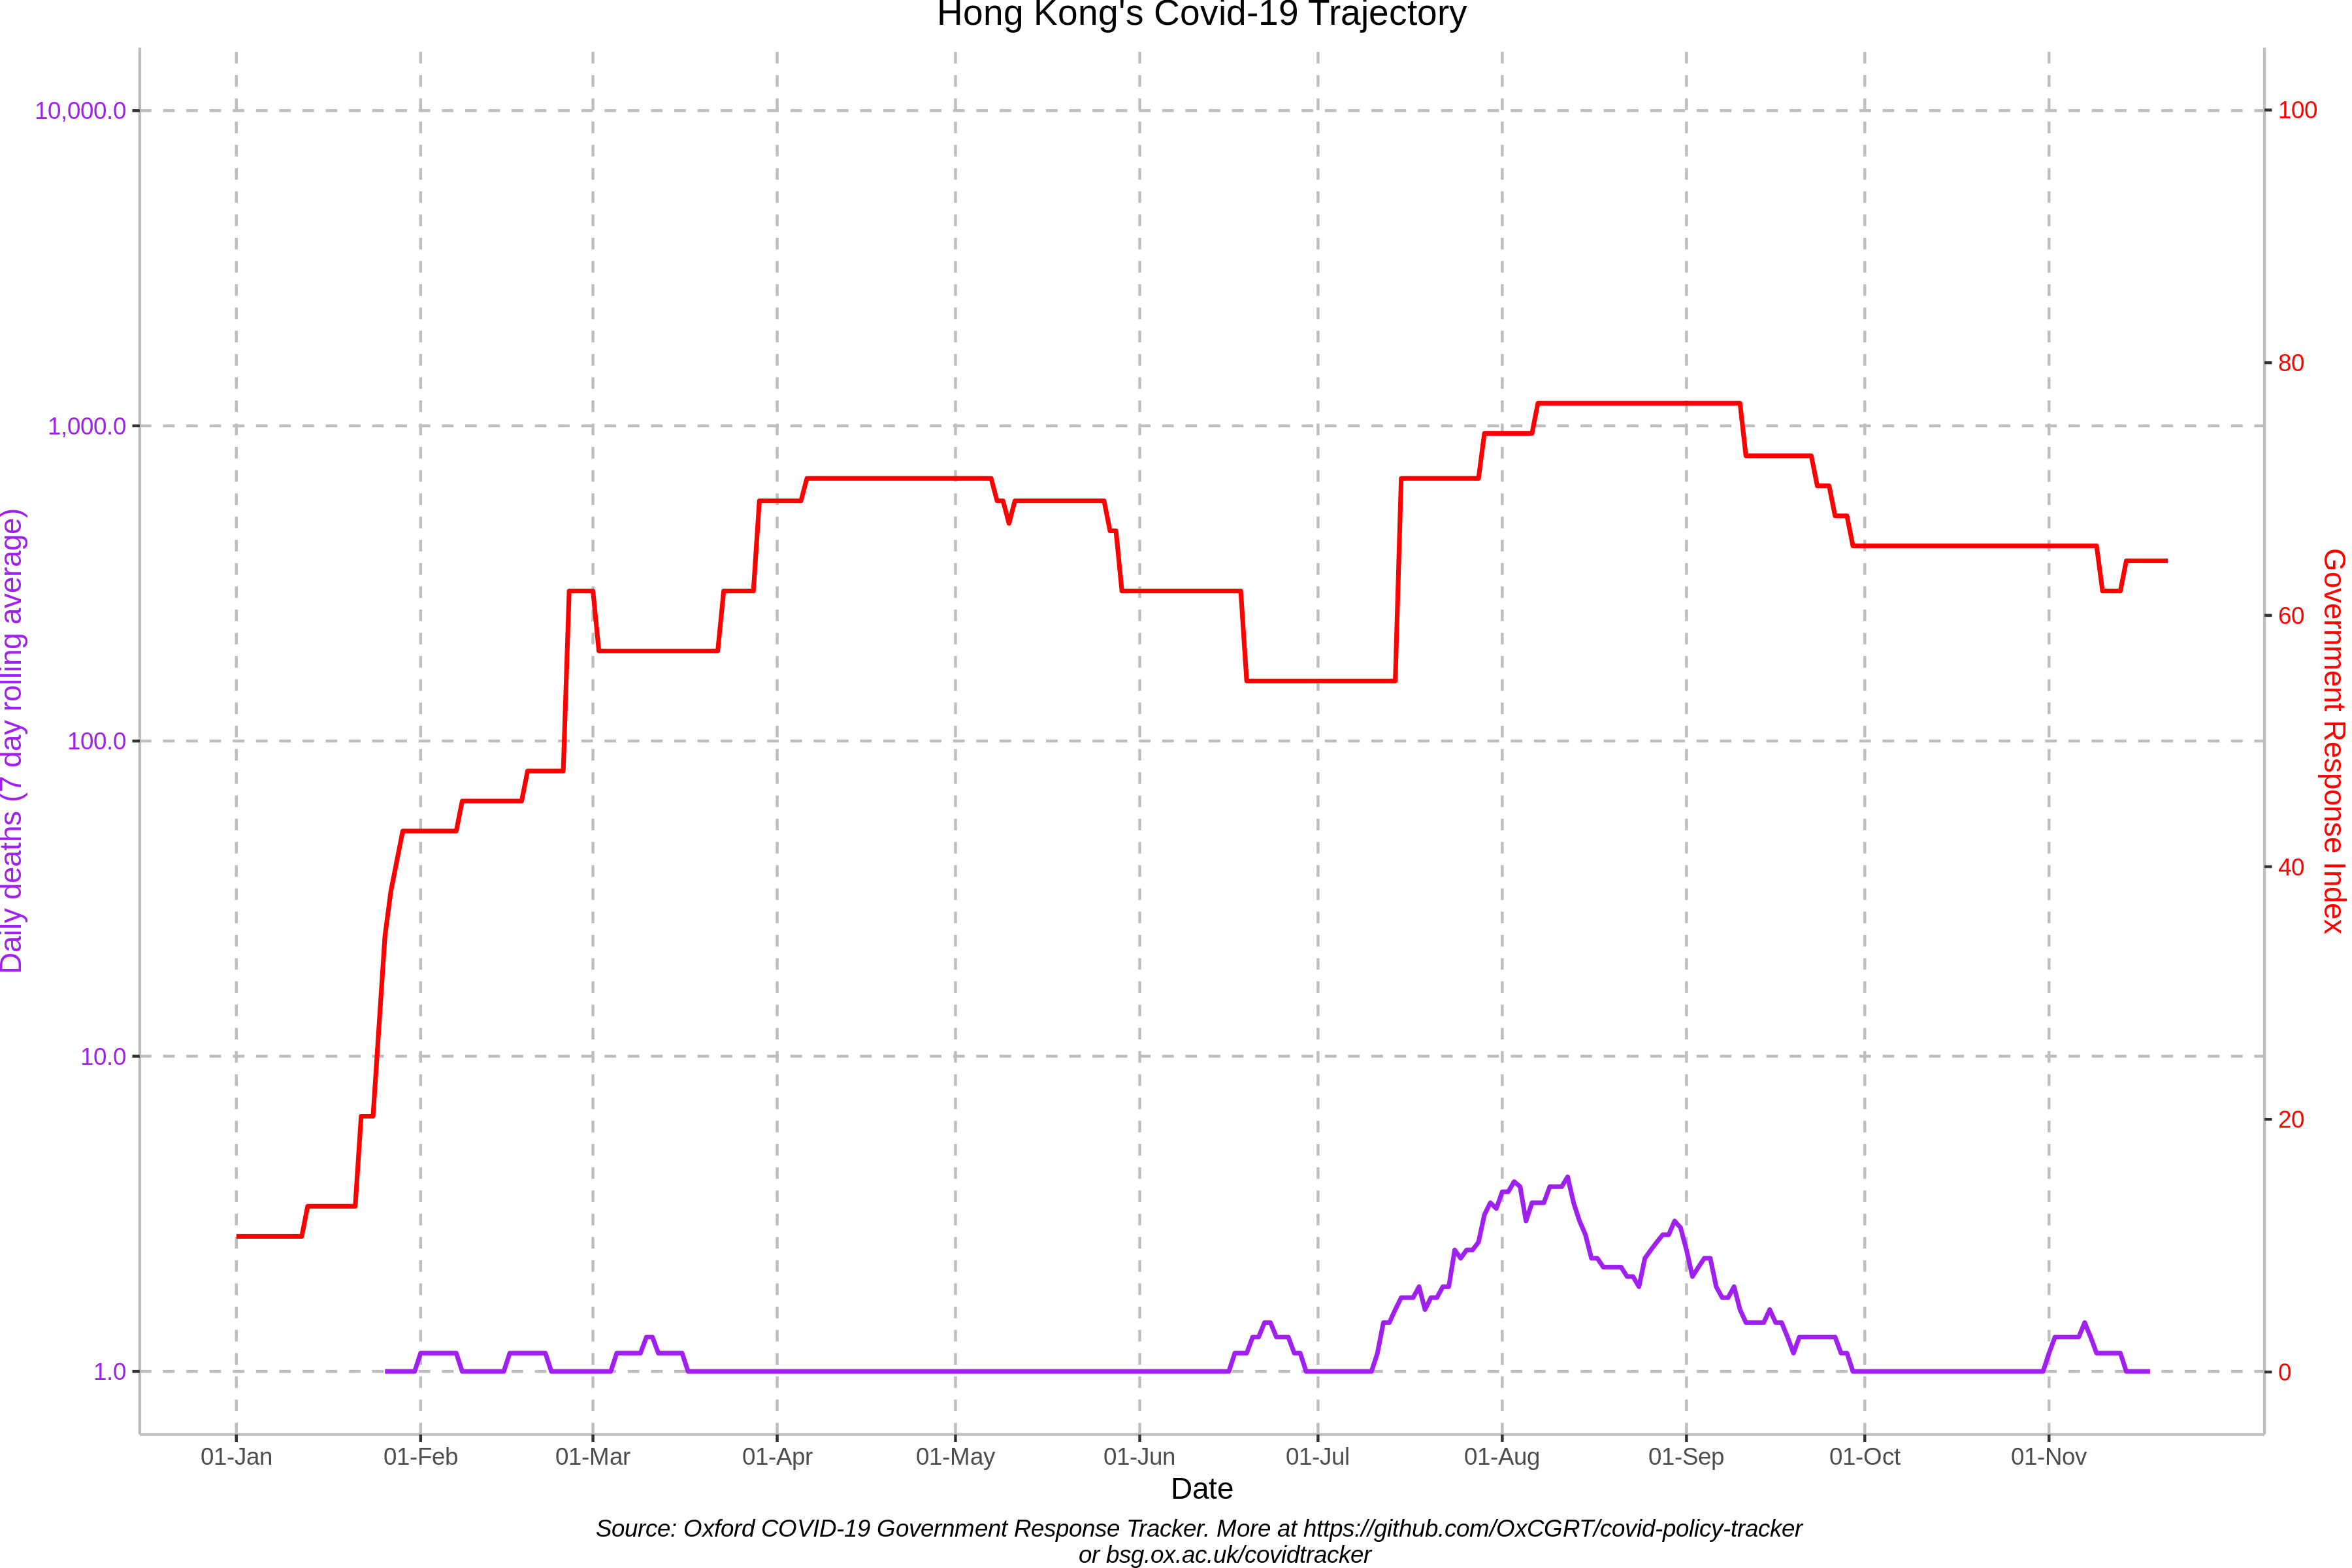 Hong Kong's Covid-19 Trajectory
10,000.0
1,000.0
100.0
10.0
1.0
Daily deaths (7 day rolling average)
100
80
60
40
20
0
Government Response Index
01-Jan
01-Feb
01-Mar
01-Apr
01-May
01-Jun
01-Jul
01-Aug
01-Sep
01-Oct
01-Nov
Date
Source: Oxford COVID-19 Government Response Tracker. More at https://github.com/OxCGRT/covid-policy-tracker
or bsg.ox.ac.uk/covidtracker